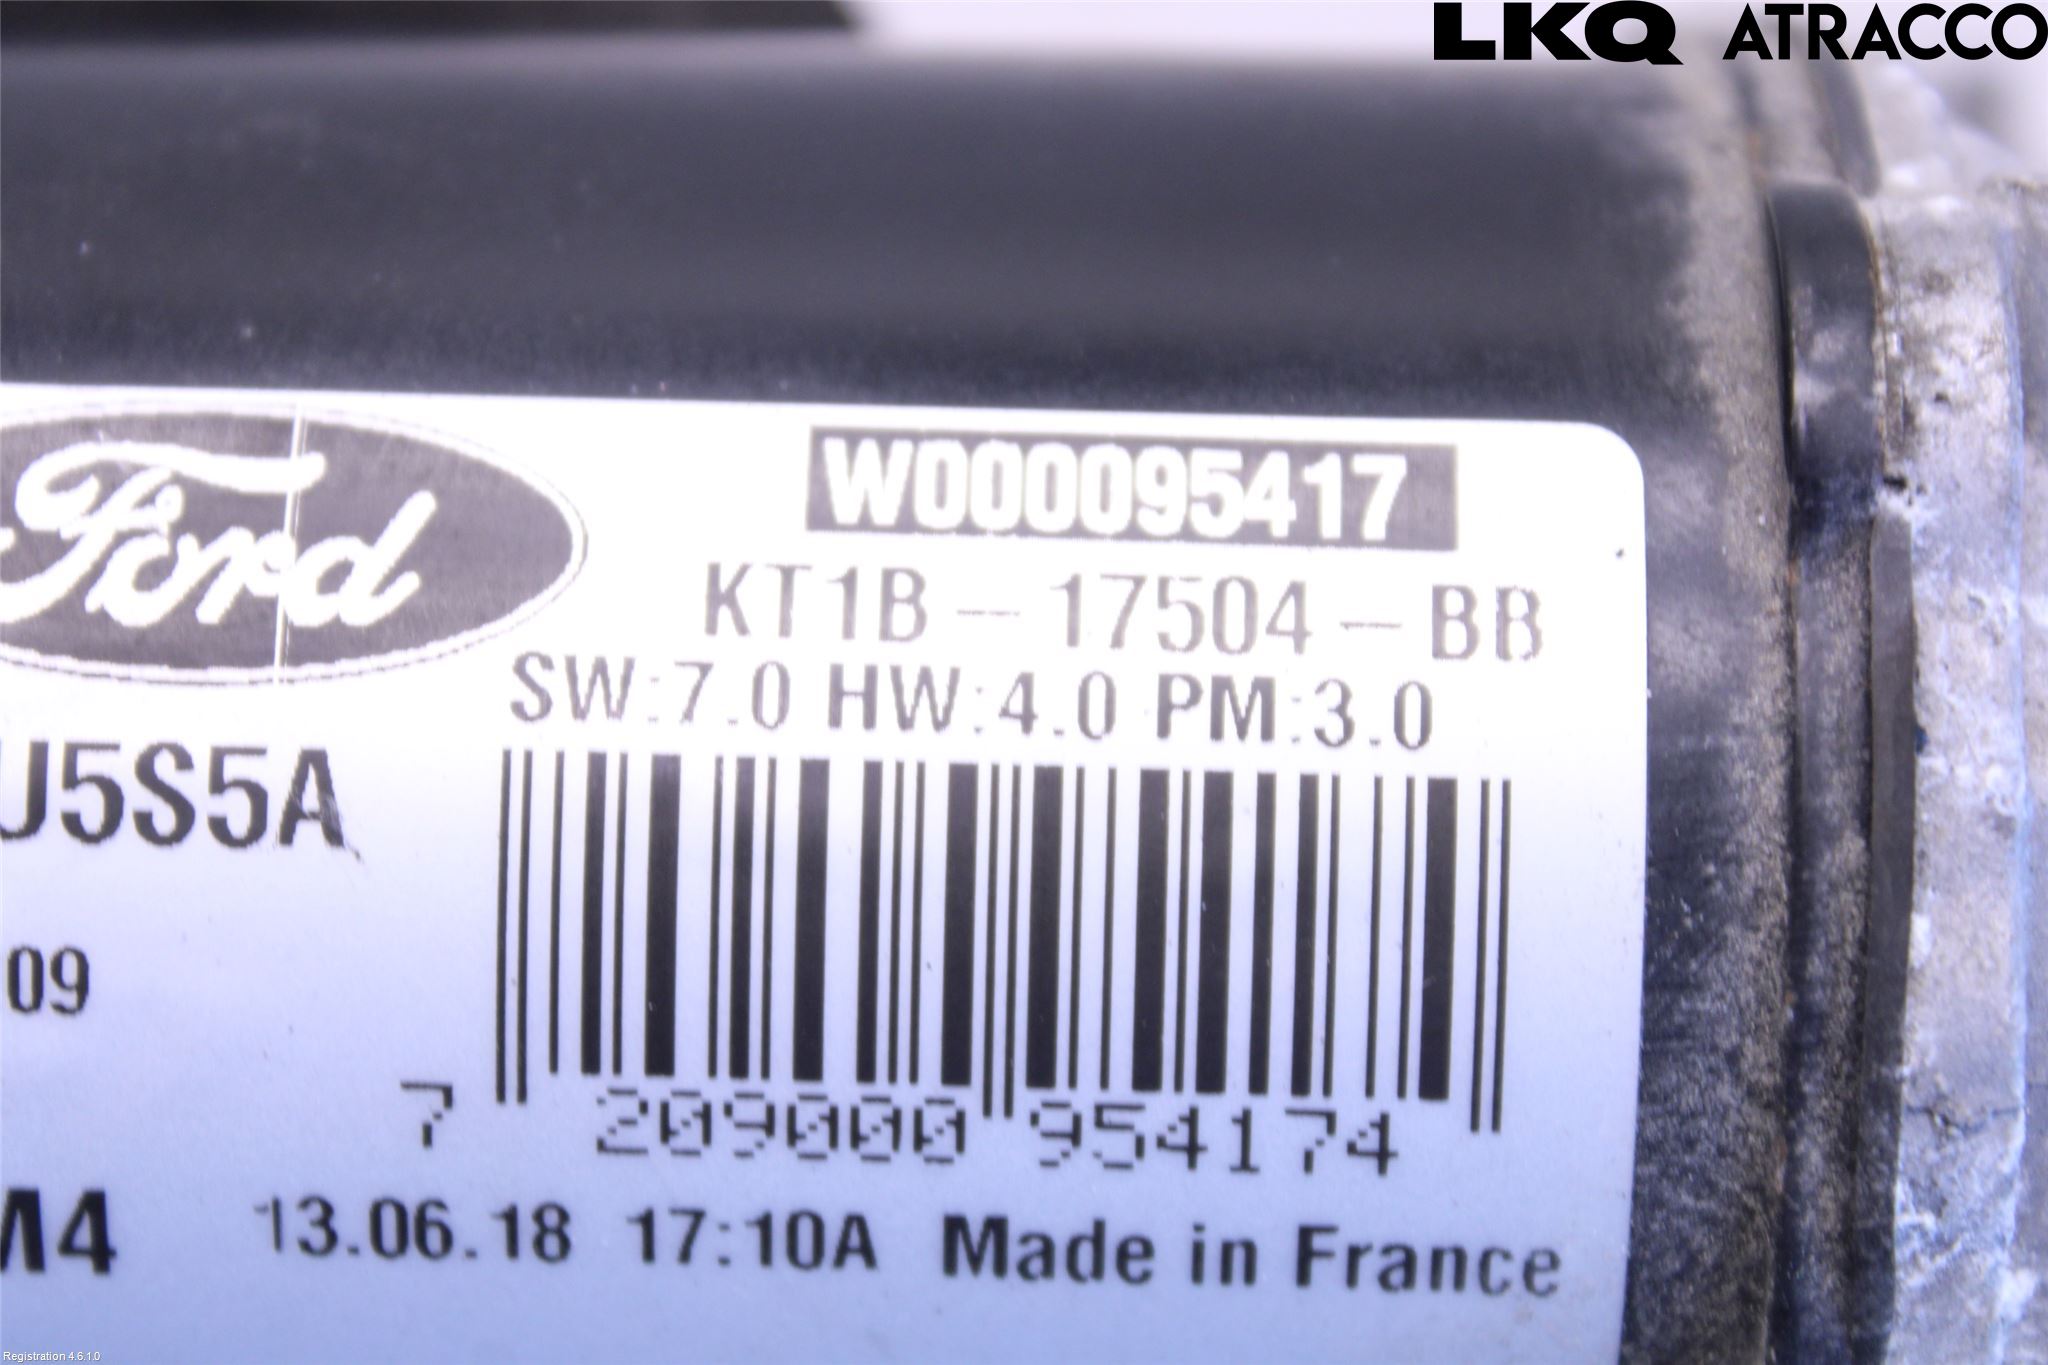 LKQ ATRACCO
Ford
W000095417
KT1B-17504-BB
SW:7.0 HW:4.0 PM:3.0
U5S5A
09
7 209000 954174
M4 13.06.18 17:10A Made in France
Registration 4.6.1.0